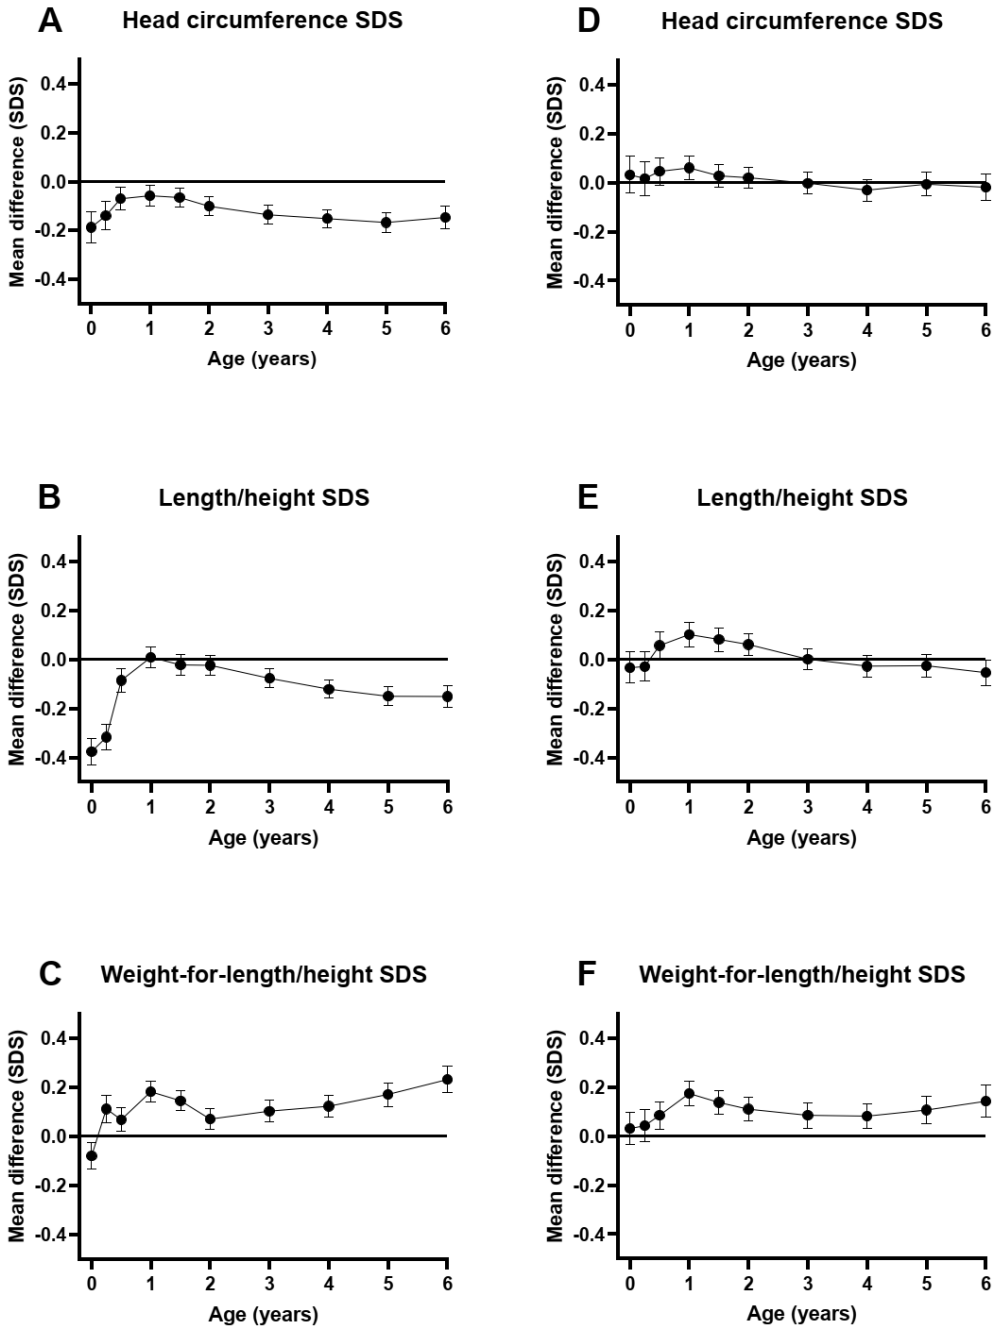 A Head circumference SDS
Mean difference (SDS)
0.4
0.2
0.0
-0.2
-0.4
0 1 2 3 4 5 6
Age (years)
B Length/height SDS
Mean difference (SDS)
0.4
0.2
0.0
-0.2
-0.4
0 1 2 3 4 5 6
Age (years)
C Weight-for-length/height SDS
Mean difference (SDS)
0.4
0.2
0.0
-0.2
-0.4
0 1 2 3 4 5 6
Age (years)
D Head circumference SDS
Mean difference (SDS)
0.4
0.2
0.0
-0.2
-0.4
0 1 2 3 4 5 6
Age (years)
E Length/height SDS
Mean difference (SDS)
0.4
0.2
0.0
-0.2
-0.4
0 1 2 3 4 5 6
Age (years)
F Weight-for-length/height SDS
Mean difference (SDS)
0.4
0.2
0.0
-0.2
-0.4
0 1 2 3 4 5 6
Age (years)